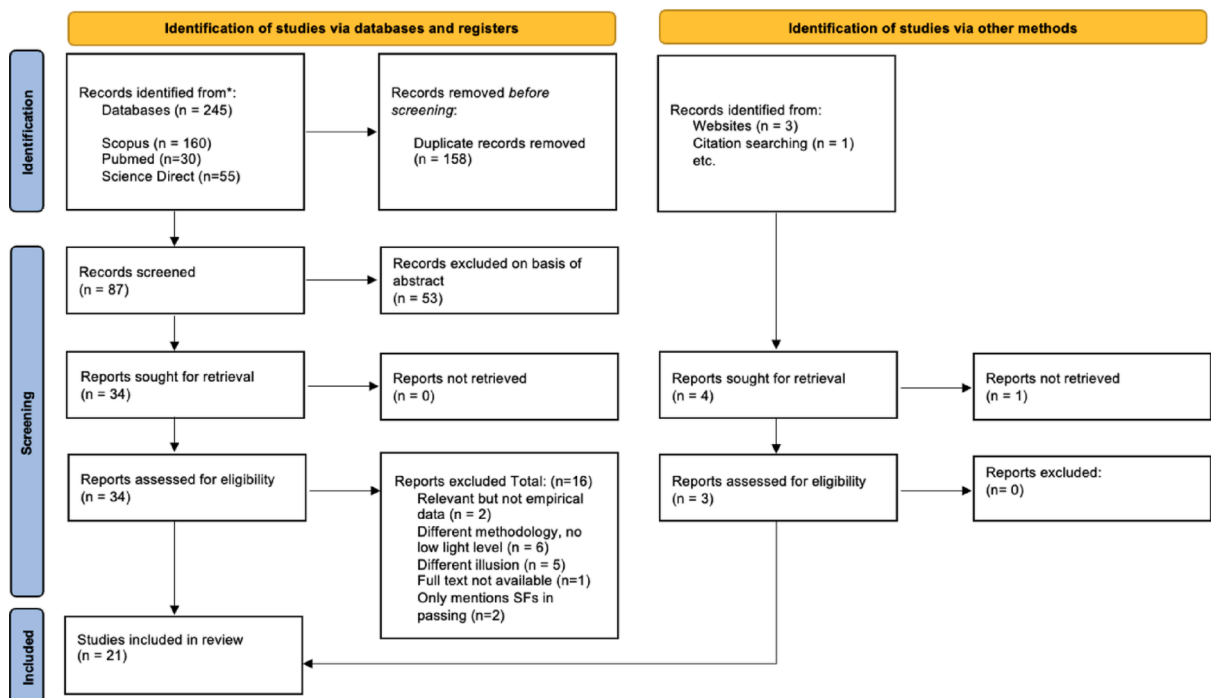 Identification of studies via databases and registers
Identification of studies via other methods
Identification
Records identified from*:
Databases (n = 245)
Scopus (n = 160)
Pubmed (n=30)
Science Direct (n=55)
Records removed before
screening:
Duplicate records removed
(n = 158)
Records identified from:
Websites (n = 3)
Citation searching (n = 1)
etc.
Screening
Records screened
(n = 87)
Records excluded on basis of
abstract
(n = 53)
Reports sought for retrieval
(n = 34)
Reports not retrieved
(n = 0)
Reports sought for retrieval
(n = 4)
Reports not retrieved
(n = 1)
Reports assessed for eligibility
(n = 34)
Reports excluded Total: (n=16)
Relevant but not empirical
data (n = 2)
Different methodology, no
low light level (n = 6)
Different illusion (n = 5)
Full text not available (n=1)
Only mentions SFs in
passing (n=2)
Reports assessed for eligibility
(n = 3)
Reports excluded:
(n= 0)
Included
Studies included in review
(n = 21)